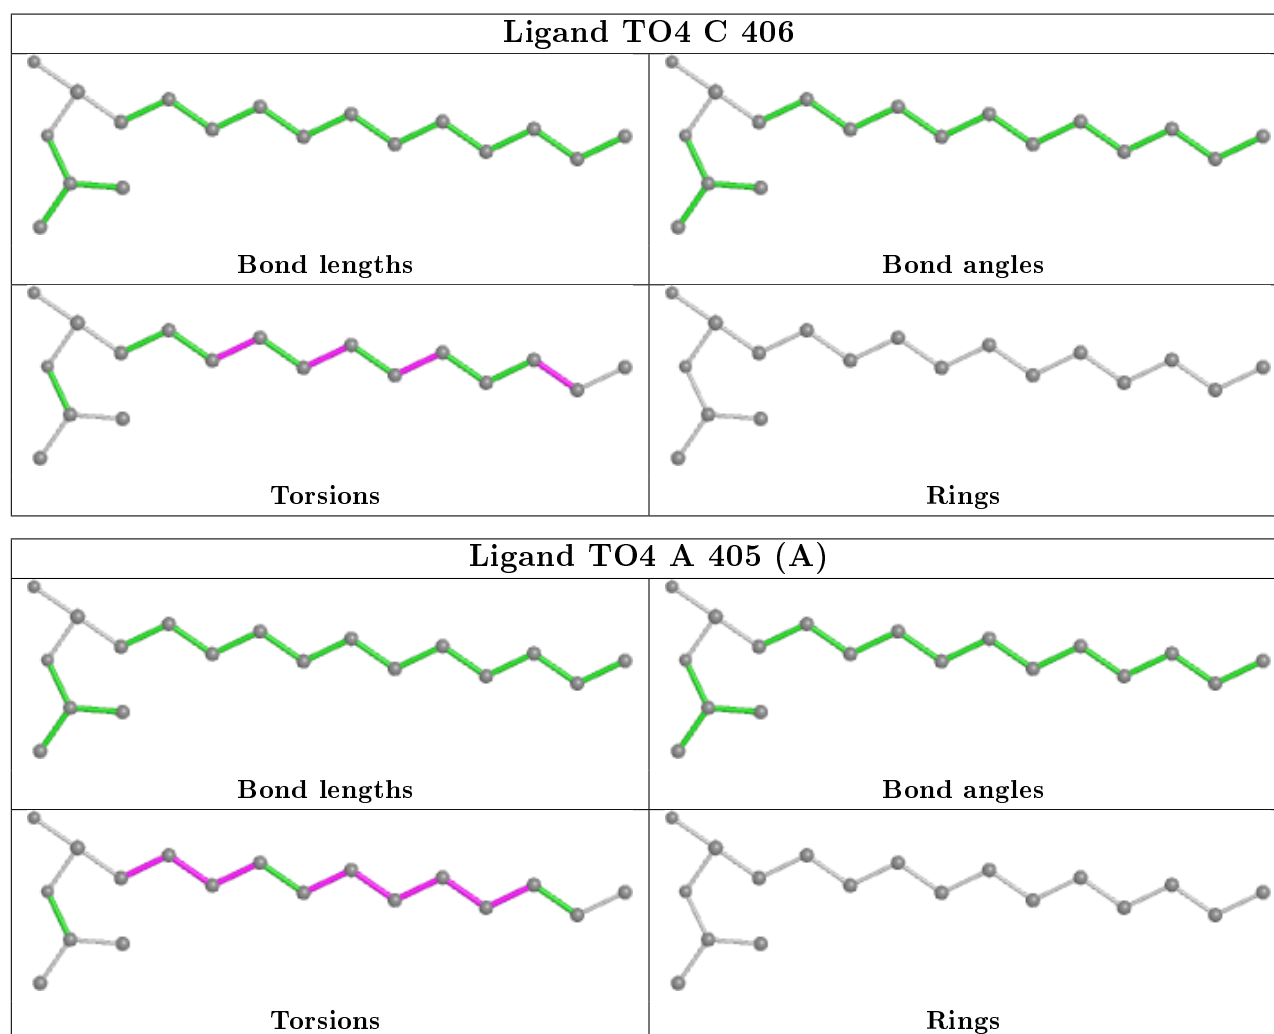 Ligand TO4 C 406
Bond lengths
Bond angles
Torsions
Rings
Ligand TO4 A 405 (A)
Bond lengths
Bond angles
Torsions
Rings